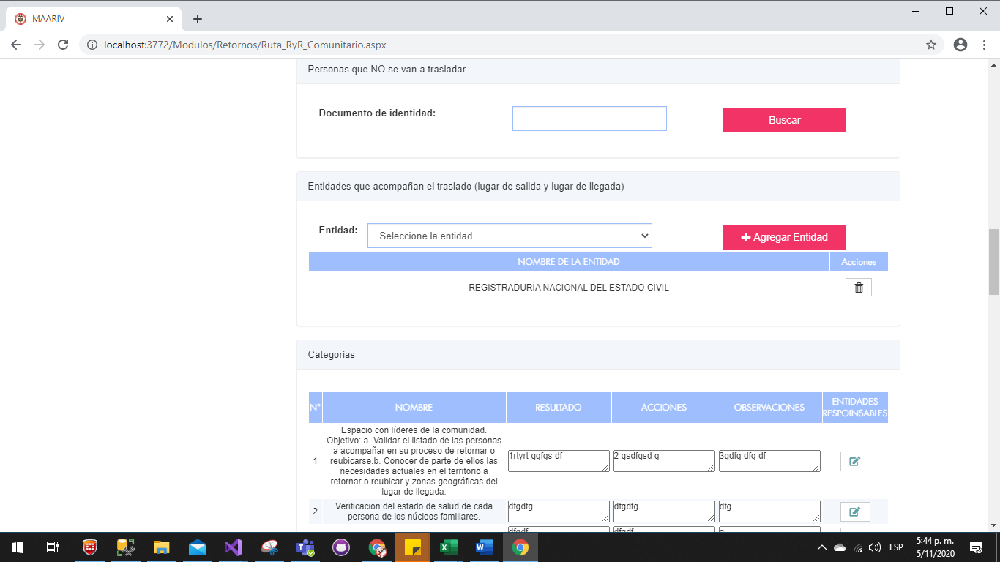 MAARIV
localhost:3772/Modulos/Retornos/Ruta_RyR_Comunitario.aspx
Personas que NO se van a trasladar
Documento de identidad:
Buscar
Entidades que acompañan el traslado (lugar de salida y lugar de llegada)
Entidad:
Seleccione la entidad
Agregar Entidad
NOMBRE DE LA ENTIDAD
Acciones
REGISTRADURÍA NACIONAL DEL ESTADO CIVIL
Categorias
N° NOMBRE RESULTADO ACCIONES OBSERVACIONES ENTIDADES
RESPOINSABLES
Espacio con líderes de la comunidad.
Objetivo: a. Validar el listado de las personas
a acompañar en su proceso de retornar o
1 reubicarse.b. Conocer de parte de ellos las
necesidades actuales en el territorio a
retornar o reubicar y zonas geográficas del
lugar de llegada.
1rtyrt ggfgs df
2 gsdfgsd g
3gdfg dfg df
2 Verificacion del estado de salud de cada
persona de los núcleos familiares.
dfgdfg
dfgdfg
dfg
dfgdf
dfgdf
ESP
5:44 p. m.
5/11/2020